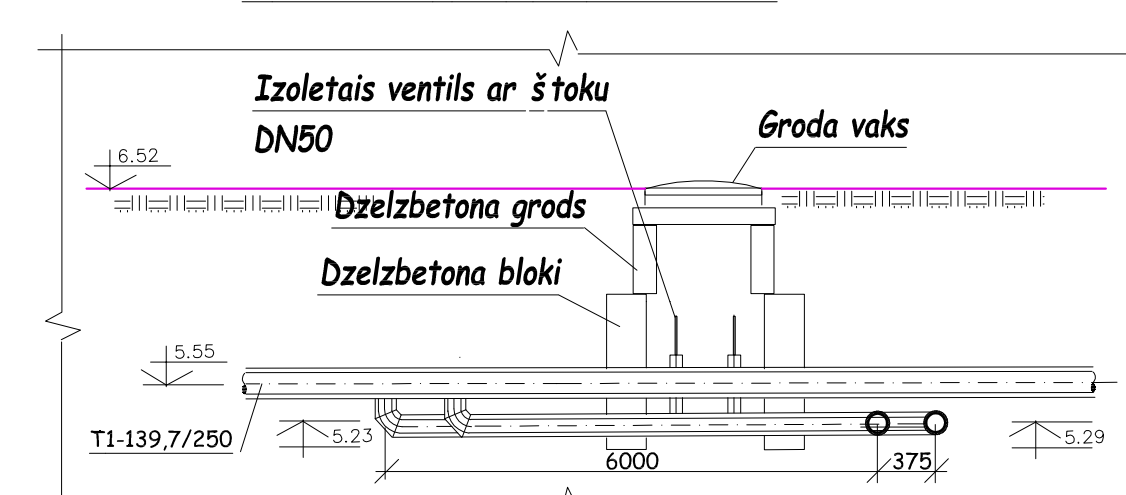 Izoletais ventils ar štoku
DN50
Groda vaks
6.52
Dzelzbetona grods
Dzelzbetona bloki
5.55
T1-139,7/250
5.23
5.29
6000
375